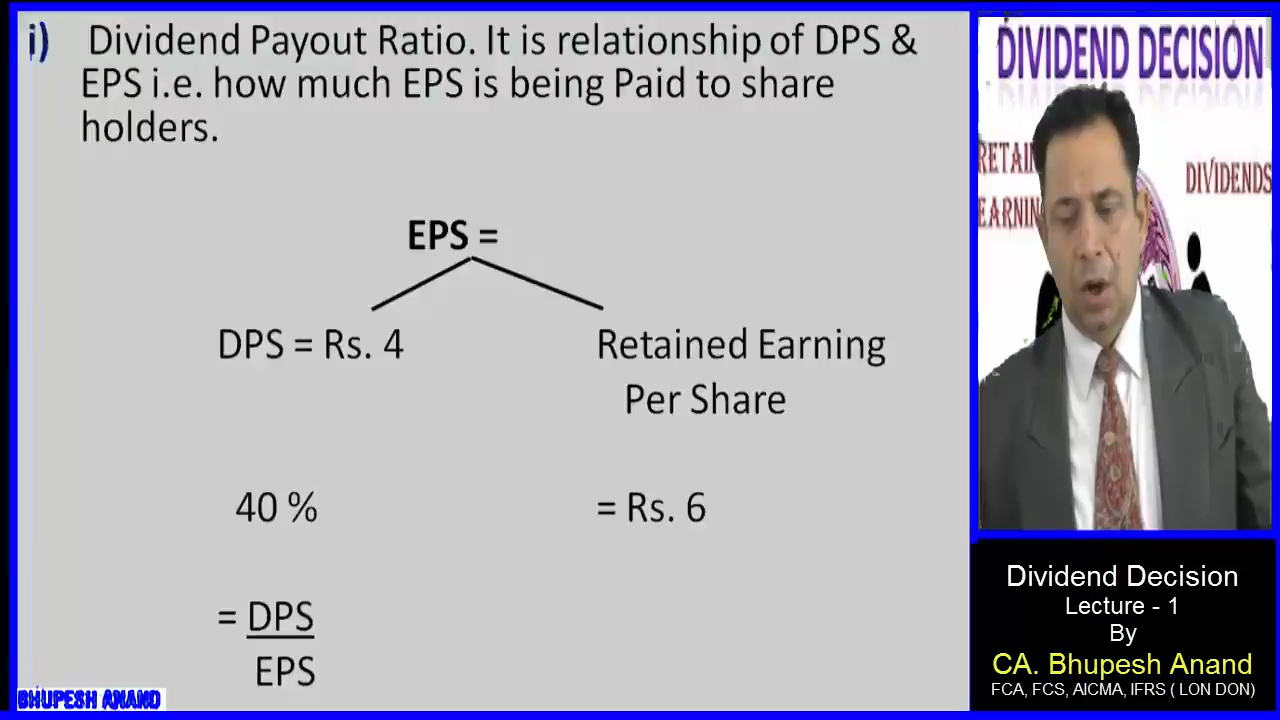 i) Dividend Payout Ratio. It is relationship of DPS &
EPS i.e. how much EPS is being Paid to share
holders.
EPS =
DPS = Rs. 4
Retained Earning
Per Share
40 %
= Rs. 6
= DPS
EPS
BHUPESH ANAND
DIVIDEND DECISION
RETAIN
EARNIN
DIVIDENDS
Dividend Decision
Lecture - 1
By
CA. Bhupesh Anand
FCA, FCS, AICMA, IFRS ( LON DON)